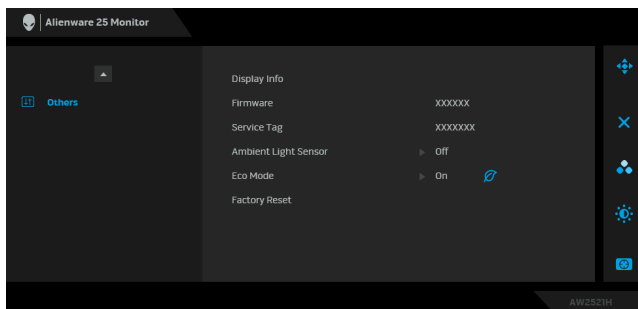 Alienware 25 Monitor
Others
Display Info
Firmware XXXXXX
Service Tag XXXXXXX
Ambient Light Sensor Off
Eco Mode On
Factory Reset
AW2521H